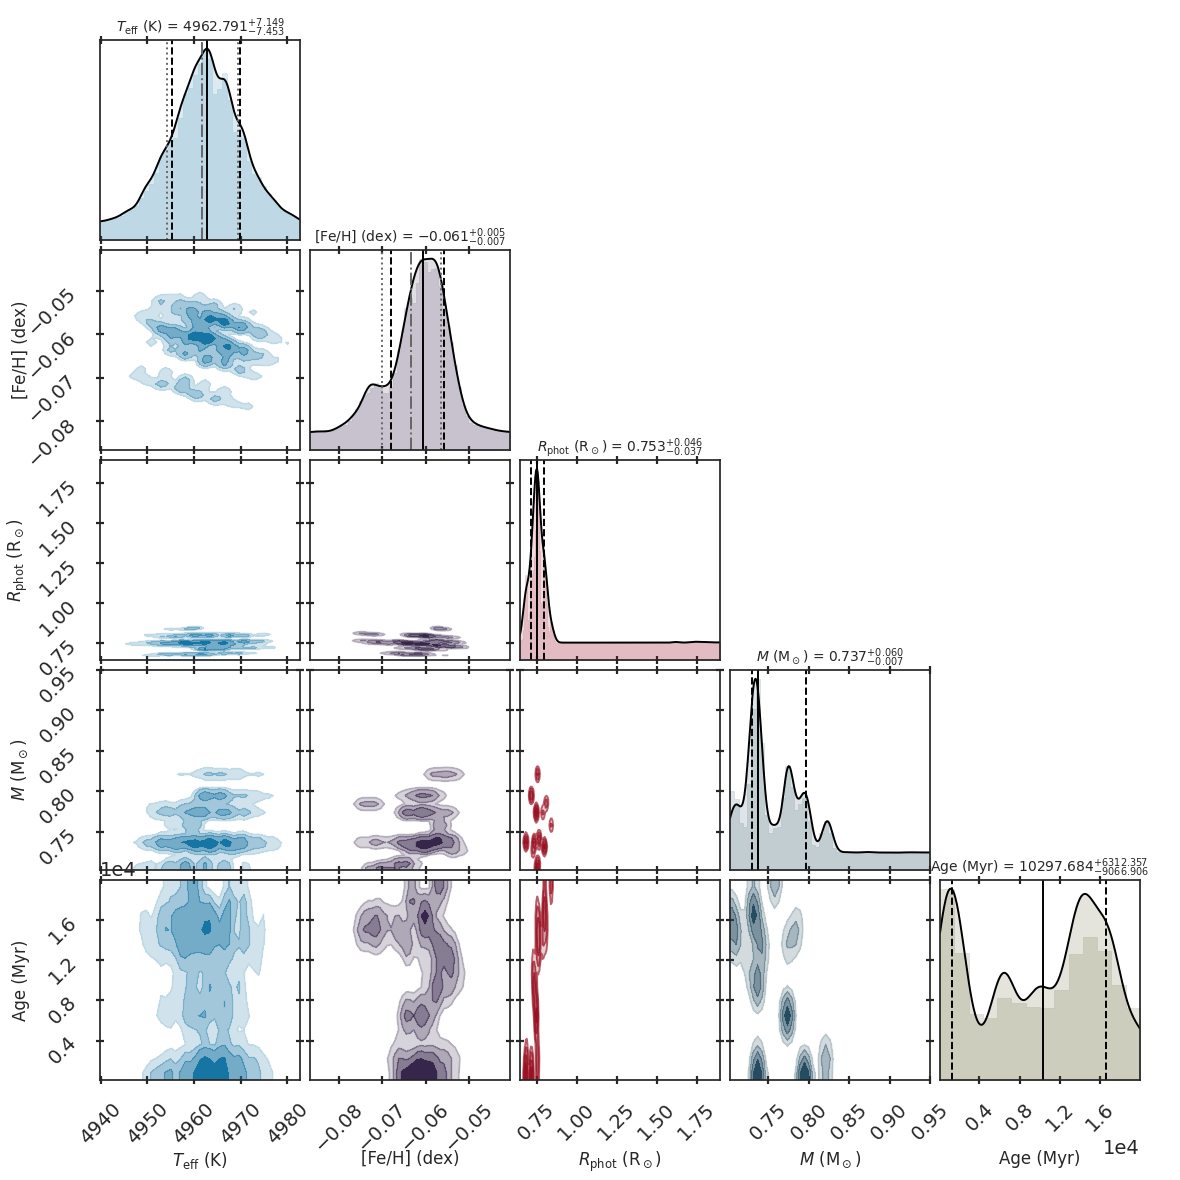 T_eff (K) = 4962.791 +7.149 −7.453
[Fe/H] (dex) = −0.061 +0.005 −0.007
[Fe/H] (dex)
−0.05
−0.06
−0.07
−0.08
R_phot (R⊙) = 0.753 +0.046 −0.037
R_phot (R⊙)
1.75
1.50
1.25
1.00
0.75
M (M⊙) = 0.737 +0.060 −0.007
M (M⊙)
0.95
0.90
0.85
0.80
0.75
1e4
Age (Myr) = 10297.684 +6312.357 −9066.906
Age (Myr)
1.6
1.2
0.8
0.4
4940 4950 4960 4970 4980
−0.08 −0.07 −0.06 −0.05
0.75 1.00 1.25 1.50 1.75
0.75 0.80 0.85 0.90 0.95
0.4 0.8 1.2 1.6
1e4
T_eff (K) [Fe/H] (dex) R_phot (R⊙) M (M⊙) Age (Myr)